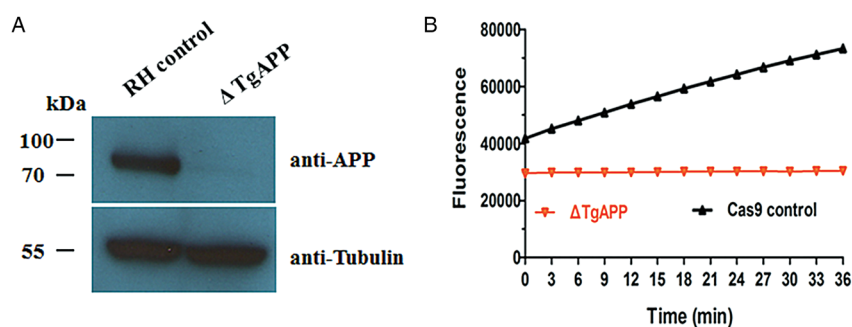 A
RH control
Δ TgAPP
kDa
100
70
anti-APP
55
anti-Tubulin
B
Fluorescence
80000
60000
40000
20000
0
ΔTgAPP
Cas9 control
0 3 6 9 12 15 18 21 24 27 30 33 36
Time (min)